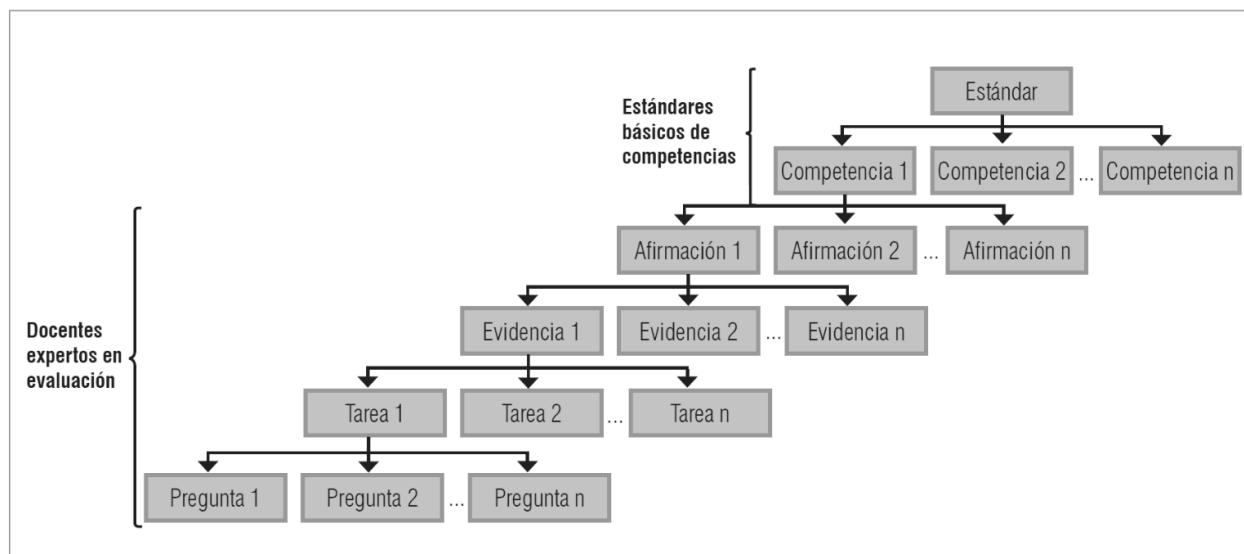 Estándar
Estándares
básicos de
competencias
Competencia 1 Competencia 2 ... Competencia n
Afirmación 1 Afirmación 2 ... Afirmación n
Docentes
expertos en
evaluación
Evidencia 1 Evidencia 2 ... Evidencia n
Tarea 1 Tarea 2 ... Tarea n
Pregunta 1 Pregunta 2 ... Pregunta n